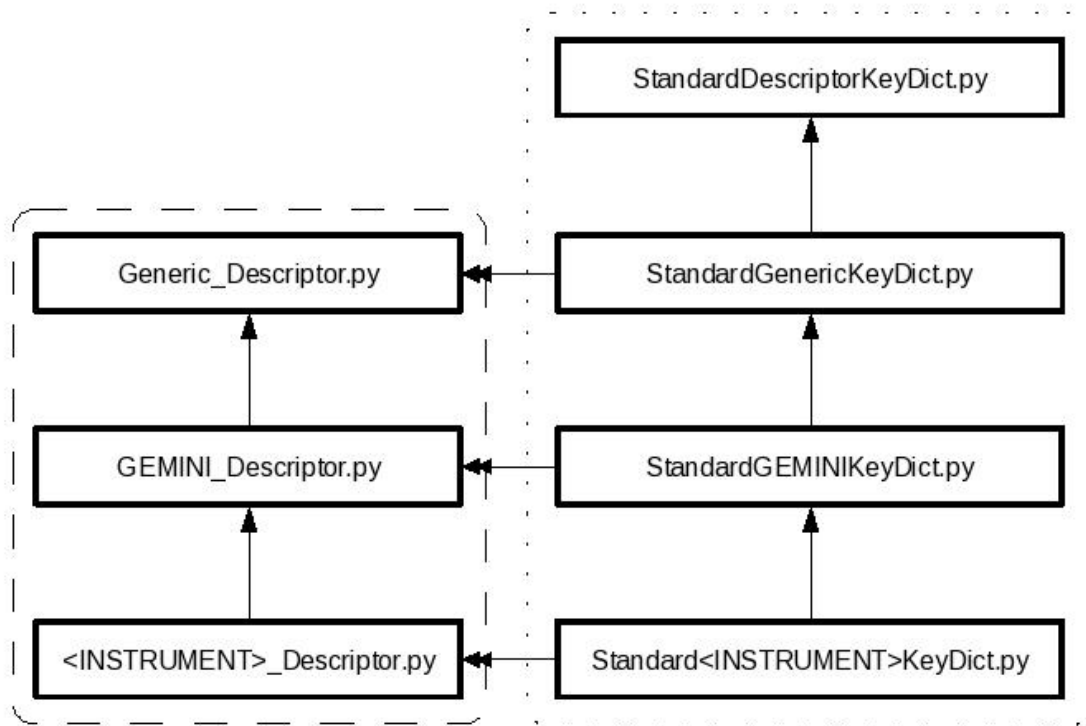 StandardDescriptorKeyDict.py
Generic_Descriptor.py
StandardGenericKeyDict.py
GEMINI_Descriptor.py
StandardGEMINIKeyDict.py
<INSTRUMENT>_Descriptor.py
Standard<INSTRUMENT>KeyDict.py